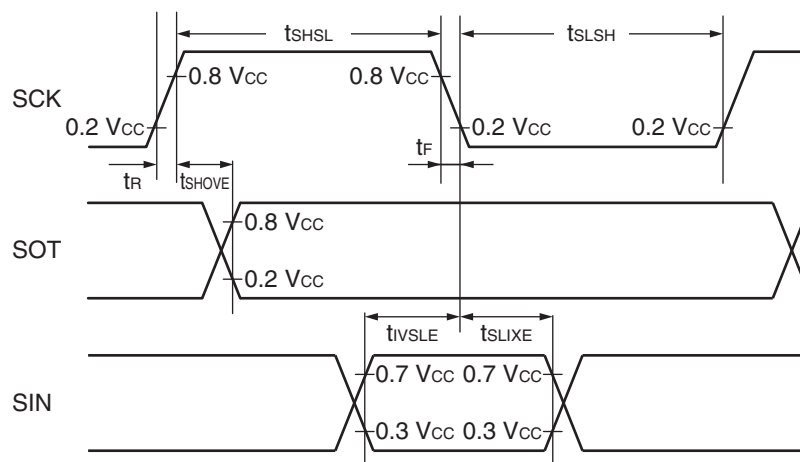 tSHSL
tSLSH
SCK
0.8 VCC
0.8 VCC
0.2 VCC
0.2 VCC
0.2 VCC
tR
tSHOVE
tF
SOT
0.8 VCC
0.2 VCC
tIVSLE
tSLIXE
SIN
0.7 VCC
0.7 VCC
0.3 VCC
0.3 VCC